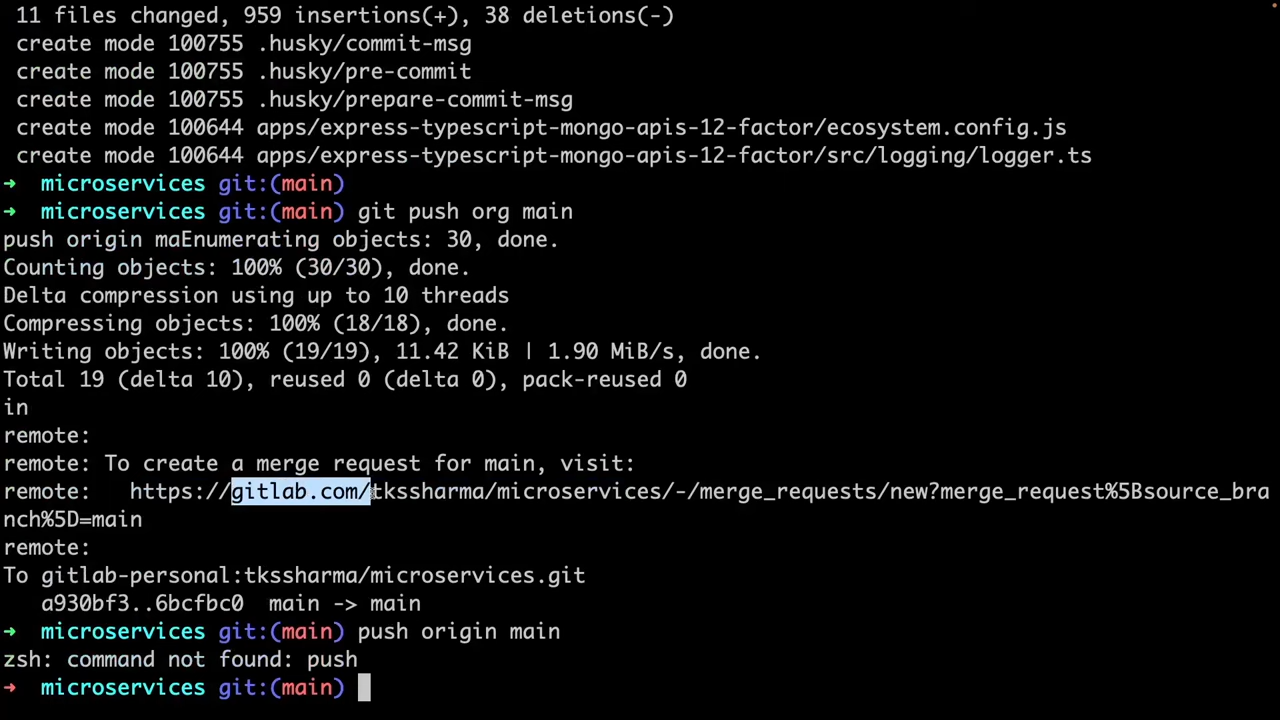 11 files changed, 959 insertions(+), 38 deletions(-)
create mode 100755 .husky/commit-msg
create mode 100755 .husky/pre-commit
create mode 100755 .husky/prepare-commit-msg
create mode 100644 apps/express-typescript-mongo-apis-12-factor/ecosystem.config.js
create mode 100644 apps/express-typescript-mongo-apis-12-factor/src/logging/logger.ts
➜ microservices git:(main)
➜ microservices git:(main) git push org main
push origin maEnumerating objects: 30, done.
Counting objects: 100% (30/30), done.
Delta compression using up to 10 threads
Compressing objects: 100% (18/18), done.
Writing objects: 100% (19/19), 11.42 KiB | 1.90 MiB/s, done.
Total 19 (delta 10), reused 0 (delta 0), pack-reused 0
in
remote:
remote: To create a merge request for main, visit:
remote:   https://gitlab.com/tkssharma/microservices/-/merge_requests/new?merge_request%5Bsource_bra
nch%5D=main
remote:
To gitlab-personal:tkssharma/microservices.git
a930bf3..6bcfbc0  main -> main
➜ microservices git:(main) push origin main
zsh: command not found: push
➜ microservices git:(main)